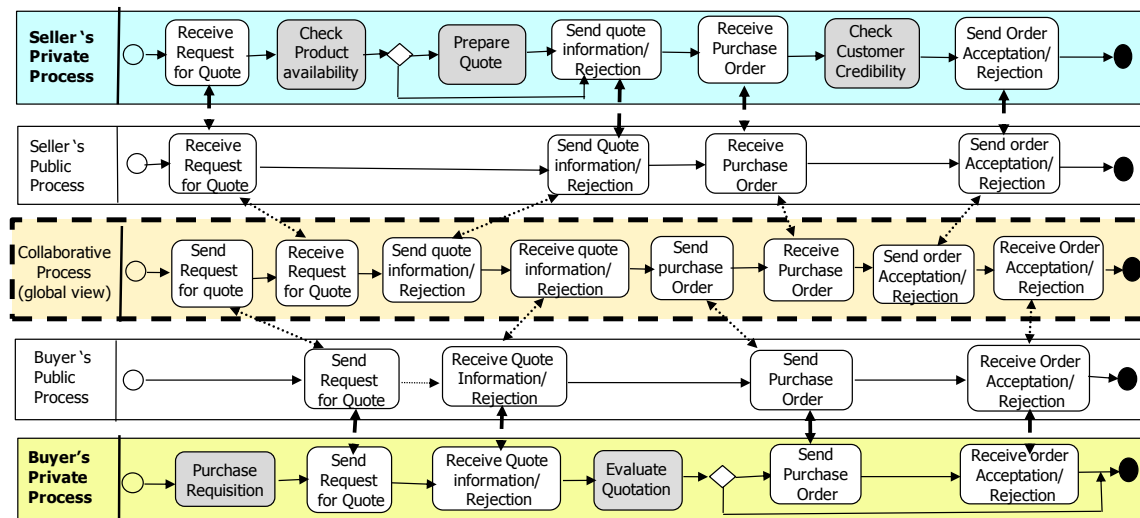 Seller‘s
Private
Process
Receive
Request
for Quote
Check
Product
availability
Prepare
Quote
Send quote
information/
Rejection
Receive
Purchase
Order
Check
Customer
Credibility
Send Order
Acceptation/
Rejection
Seller‘s
Public
Process
Receive
Request
for Quote
Send Quote
information/
Rejection
Receive
Purchase
Order
Send order
Acceptation/
Rejection
Collaborative
Process
(global view)
Send
Request
for quote
Receive
Request
for Quote
Send quote
information/
Rejection
Receive quote
information/
Rejection
Send
purchase
Order
Receive
Purchase
Order
Send order
Acceptation/
Rejection
Receive Order
Acceptation/
Rejection
Buyer‘s
Public
Process
Send
Request
for Quote
Receive Quote
Information/
Rejection
Send
Purchase
Order
Receive Order
Acceptation/
Rejection
Buyer’s
Private
Process
Purchase
Requisition
Send
Request
for Quote
Receive Quote
information/
Rejection
Evaluate
Quotation
Send
Purchase
Order
Receive order
Acceptation/
Rejection